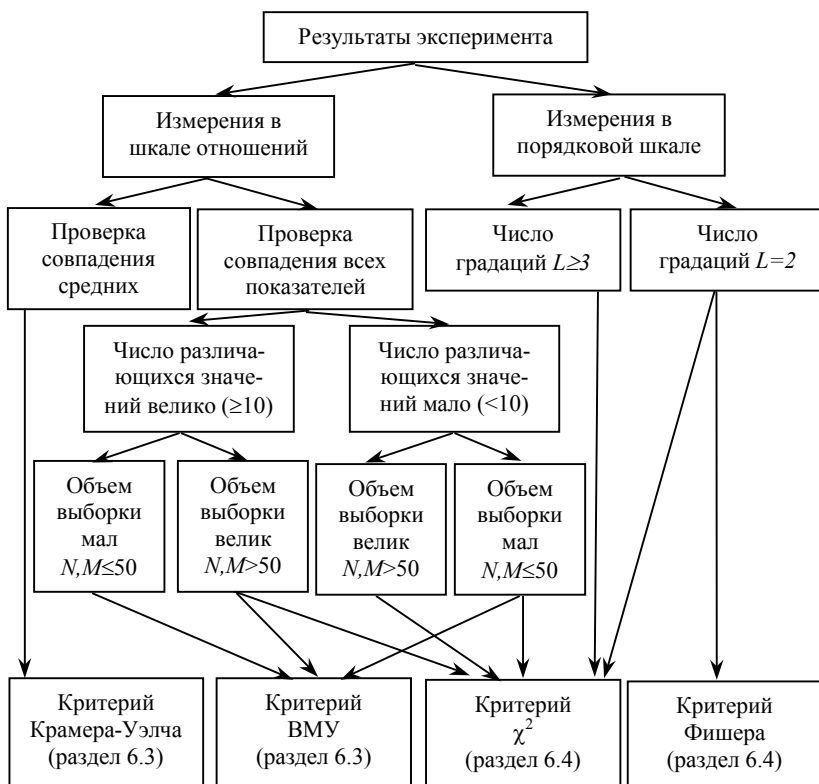 Результаты эксперимента
Измерения в
шкале отношений
Измерения в
порядковой шкале
Проверка
совпадения
средних
Проверка
совпадения всех
показателей
Число
градаций L≥3
Число
градаций L=2
Число различа-
ющихся значе-
ний велико (≥10)
Число различа-
ющихся значе-
ний мало (<10)
Объем
выборки
мал
N,M≤50
Объем
выборки
велик
N,M>50
Объем
выборки
велик
N,M>50
Объем
выборки
мал
N,M≤50
Критерий
Крамера-Уэлча
(раздел 6.3)
Критерий
ВМУ
(раздел 6.3)
Критерий
χ²
(раздел 6.4)
Критерий
Фишера
(раздел 6.4)